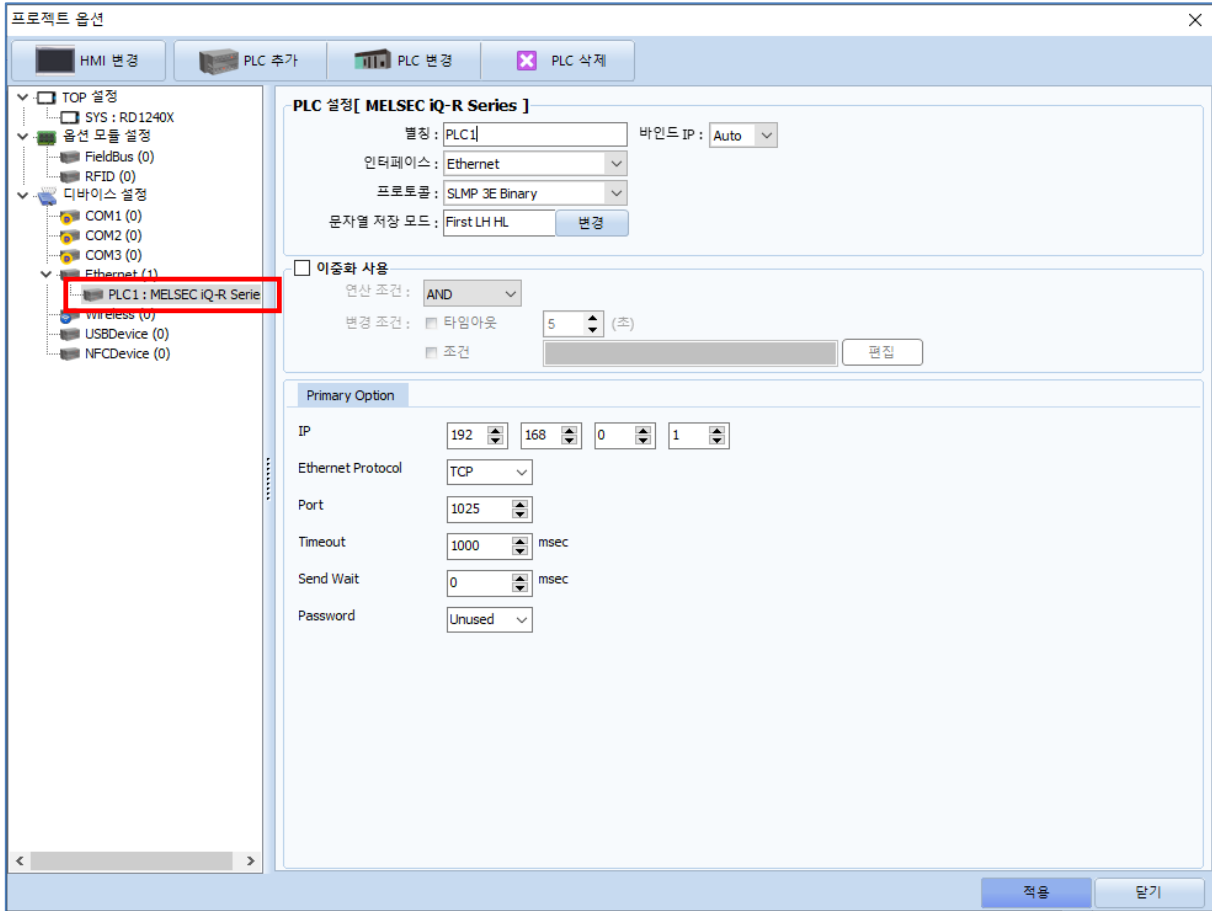 프로젝트 옵션
HMI 변경 PLC 추가 PLC 변경 PLC 삭제
TOP 설정
SYS : RD1240X
옵션 모듈 설정
FieldBus (0)
RFID (0)
디바이스 설정
COM1 (0)
COM2 (0)
COM3 (0)
Ethernet (1)
PLC1 : MELSEC iQ-R Serie
Wireless (0)
USBDevice (0)
NFCDevice (0)
PLC 설정[ MELSEC iQ-R Series ]
별칭 : PLC1 바인드 IP : Auto
인터페이스 : Ethernet
프로토콜 : SLMP 3E Binary
문자열 저장 모드 : First LH HL 변경
이중화 사용
연산 조건 : AND
변경 조건 : 타임아웃 5 (초)
조건 편집
Primary Option
IP 192 168 0 1
Ethernet Protocol TCP
Port 1025
Timeout 1000 msec
Send Wait 0 msec
Password Unused
적용 닫기